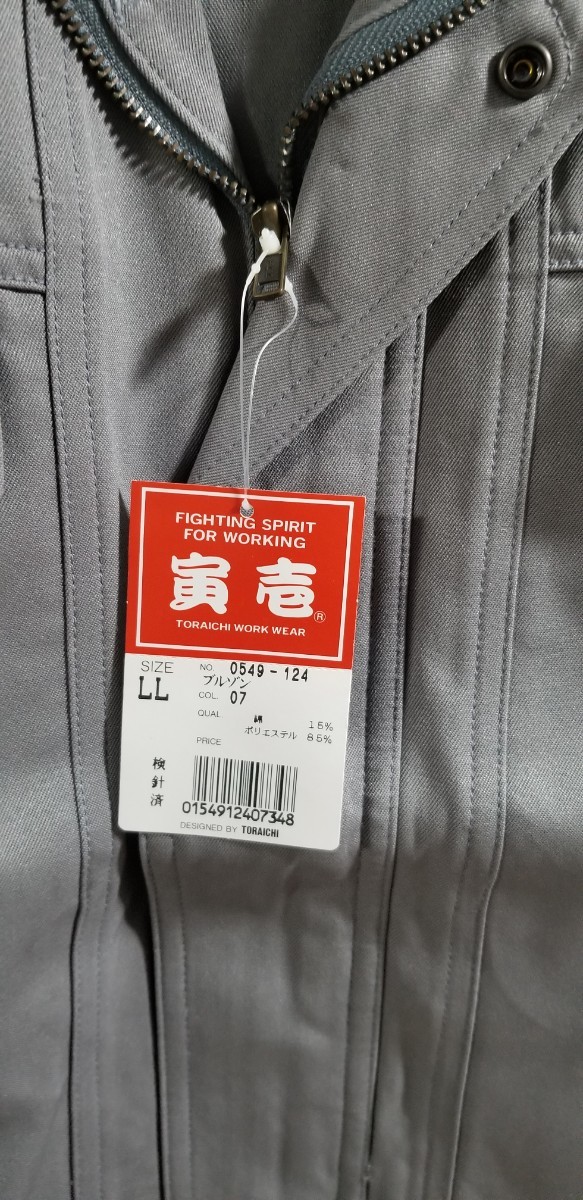 FIGHTING SPIRIT
FOR WORKING
寅壱®
TORAICHI WORK WEAR
SIZE
LL
NO. 0549-124
ブルゾン
COL. 07
QUAL 綿 15%
ポリエステル 85%
PRICE
検針済
0154912407348
DESIGNED BY TORAICHI